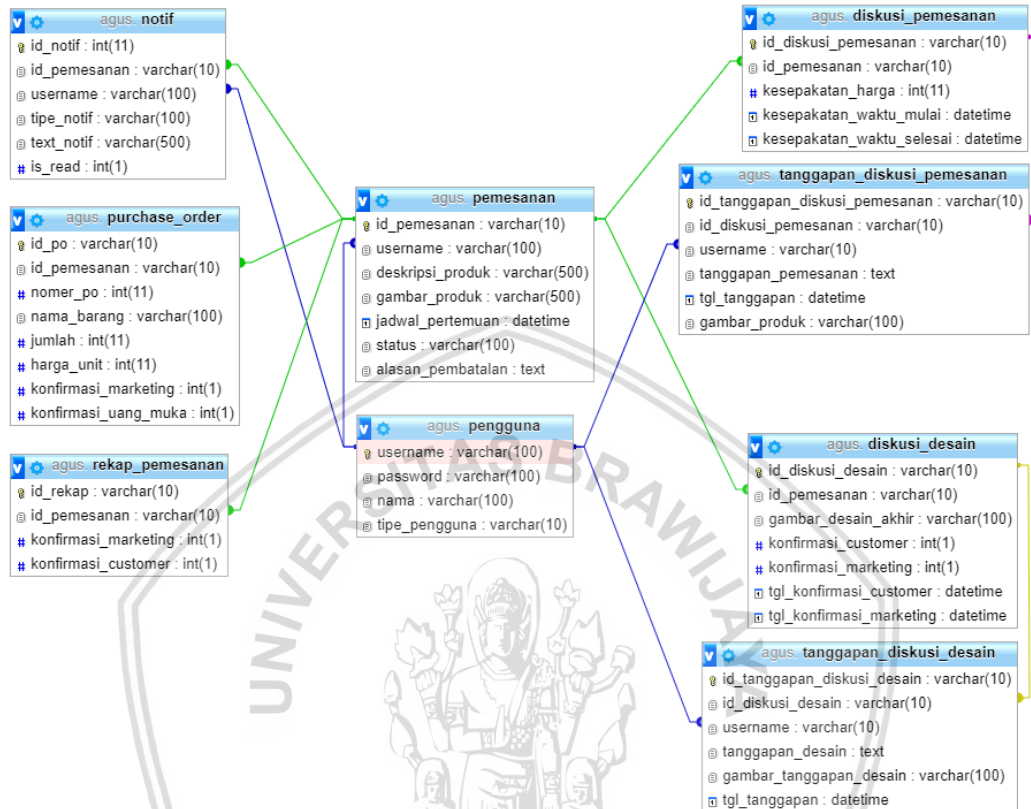 agus. notif
id_notif : int(11)
id_pemesanan : varchar(10)
username : varchar(100)
tipe_notif : varchar(100)
text_notif : varchar(500)
# is_read : int(1)
agus. purchase_order
id_po : varchar(10)
id_pemesanan : varchar(10)
# nomer_po : int(11)
nama_barang : varchar(100)
# jumlah : int(11)
# harga_unit : int(11)
# konfirmasi_marketing : int(1)
# konfirmasi_uang_muka : int(1)
agus. rekap_pemesanan
id_rekap : varchar(10)
id_pemesanan : varchar(10)
# konfirmasi_marketing : int(1)
# konfirmasi_customer : int(1)
agus. pemesanan
id_pemesanan : varchar(10)
username : varchar(100)
deskripsi_produk : varchar(500)
gambar_produk : varchar(500)
jadwal_pertemuan : datetime
status : varchar(100)
alasan_pembatalan : text
agus. pengguna
username : varchar(100)
password : varchar(100)
nama : varchar(100)
tipe_pengguna : varchar(10)
agus. diskusi_pemesanan
id_diskusi_pemesanan : varchar(10)
id_pemesanan : varchar(10)
# kesepakatan_harga : int(11)
kesepakatan_waktu_mulai : datetime
kesepakatan_waktu_selesai : datetime
agus. tanggapan_diskusi_pemesanan
id_tanggapan_diskusi_pemesanan : varchar(10)
id_diskusi_pemesanan : varchar(10)
username : varchar(10)
tanggapan_pemesanan : text
tgl_tanggapan : datetime
gambar_produk : varchar(100)
agus. diskusi_desain
id_diskusi_desain : varchar(10)
id_pemesanan : varchar(10)
gambar_desain_akhir : varchar(100)
# konfirmasi_customer : int(1)
# konfirmasi_marketing : int(1)
tgl_konfirmasi_customer : datetime
tgl_konfirmasi_marketing : datetime
agus. tanggapan_diskusi_desain
id_tanggapan_diskusi_desain : varchar(10)
id_diskusi_desain : varchar(10)
username : varchar(10)
tanggapan_desain : text
gambar_tanggapan_desain : varchar(100)
tgl_tanggapan : datetime
UNIVERSITAS BRAWIJAYA